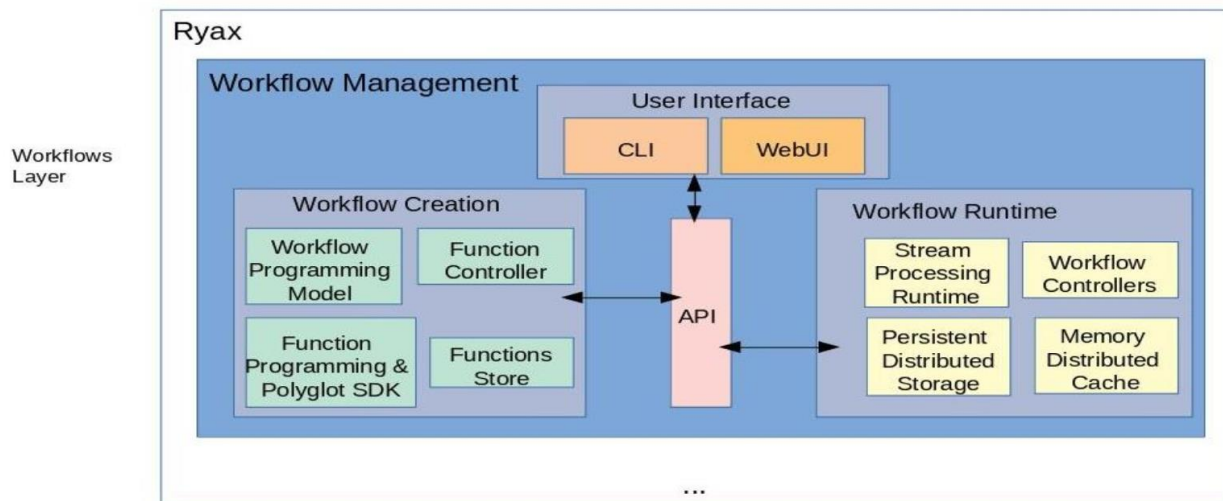 Ryax
Workflow Management
User Interface
CLI
WebUI
Workflows
Layer
Workflow Creation
Workflow
Programming
Model
Function
Controller
Function
Programming &
Polyglot SDK
Functions
Store
API
Workflow Runtime
Stream
Processing
Runtime
Workflow
Controllers
Persistent
Distributed
Storage
Memory
Distributed
Cache
...